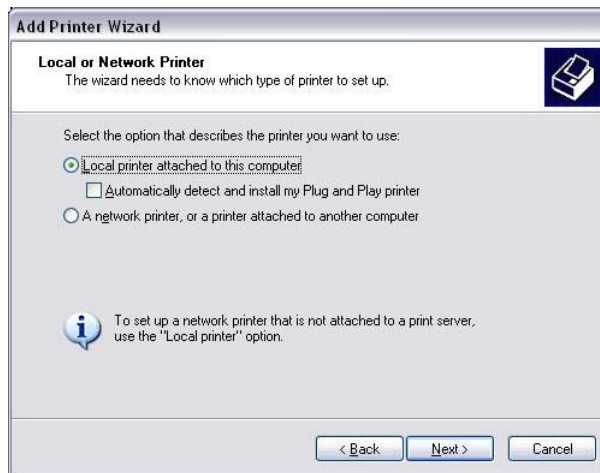 Add Printer Wizard
Local or Network Printer
The wizard needs to know which type of printer to set up.
Select the option that describes the printer you want to use:
Local printer attached to this computer
Automatically detect and install my Plug and Play printer
A network printer, or a printer attached to another computer
To set up a network printer that is not attached to a print server,
use the "Local printer" option.
< Back
Next >
Cancel